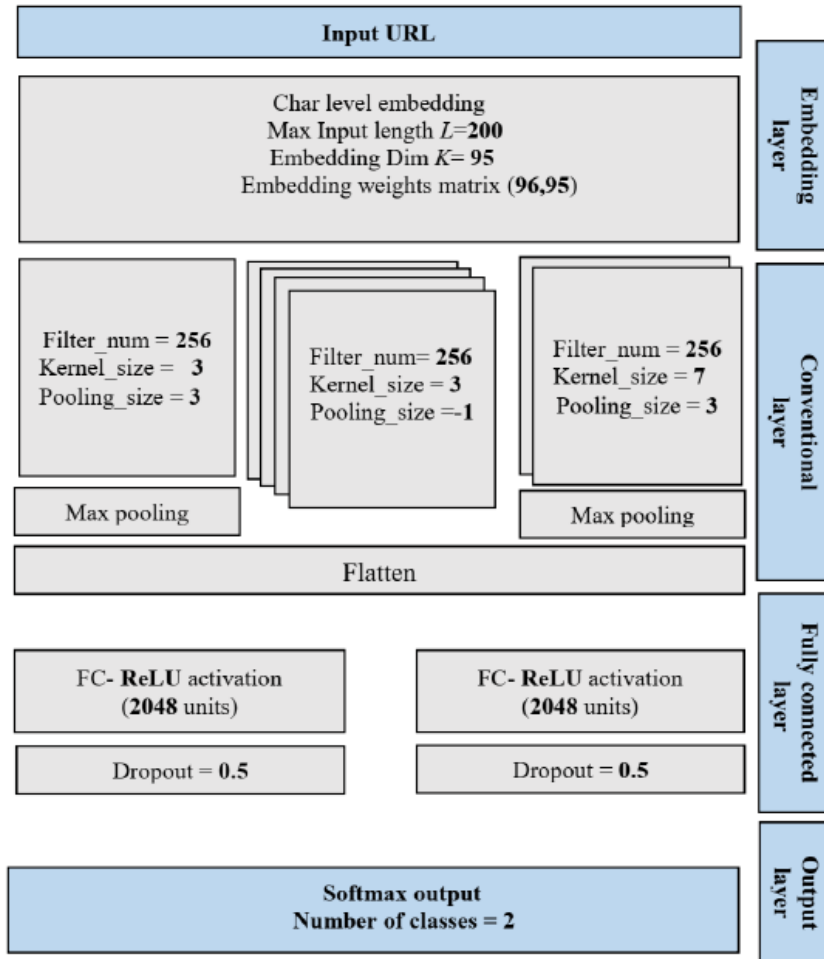 Input URL
Embedding
layer
Char level embedding
Max Input length L=200
Embedding Dim K= 95
Embedding weights matrix (96,95)
Conventional
layer
Filter_num = 256
Kernel_size = 3
Pooling_size = 3
Max pooling
Filter_num= 256
Kernel_size = 3
Pooling_size =-1
Filter_num = 256
Kernel_size = 7
Pooling_size = 3
Max pooling
Flatten
Fully connected
layer
FC- ReLU activation
(2048 units)
Dropout = 0.5
FC- ReLU activation
(2048 units)
Dropout = 0.5
Output
layer
Softmax output
Number of classes = 2